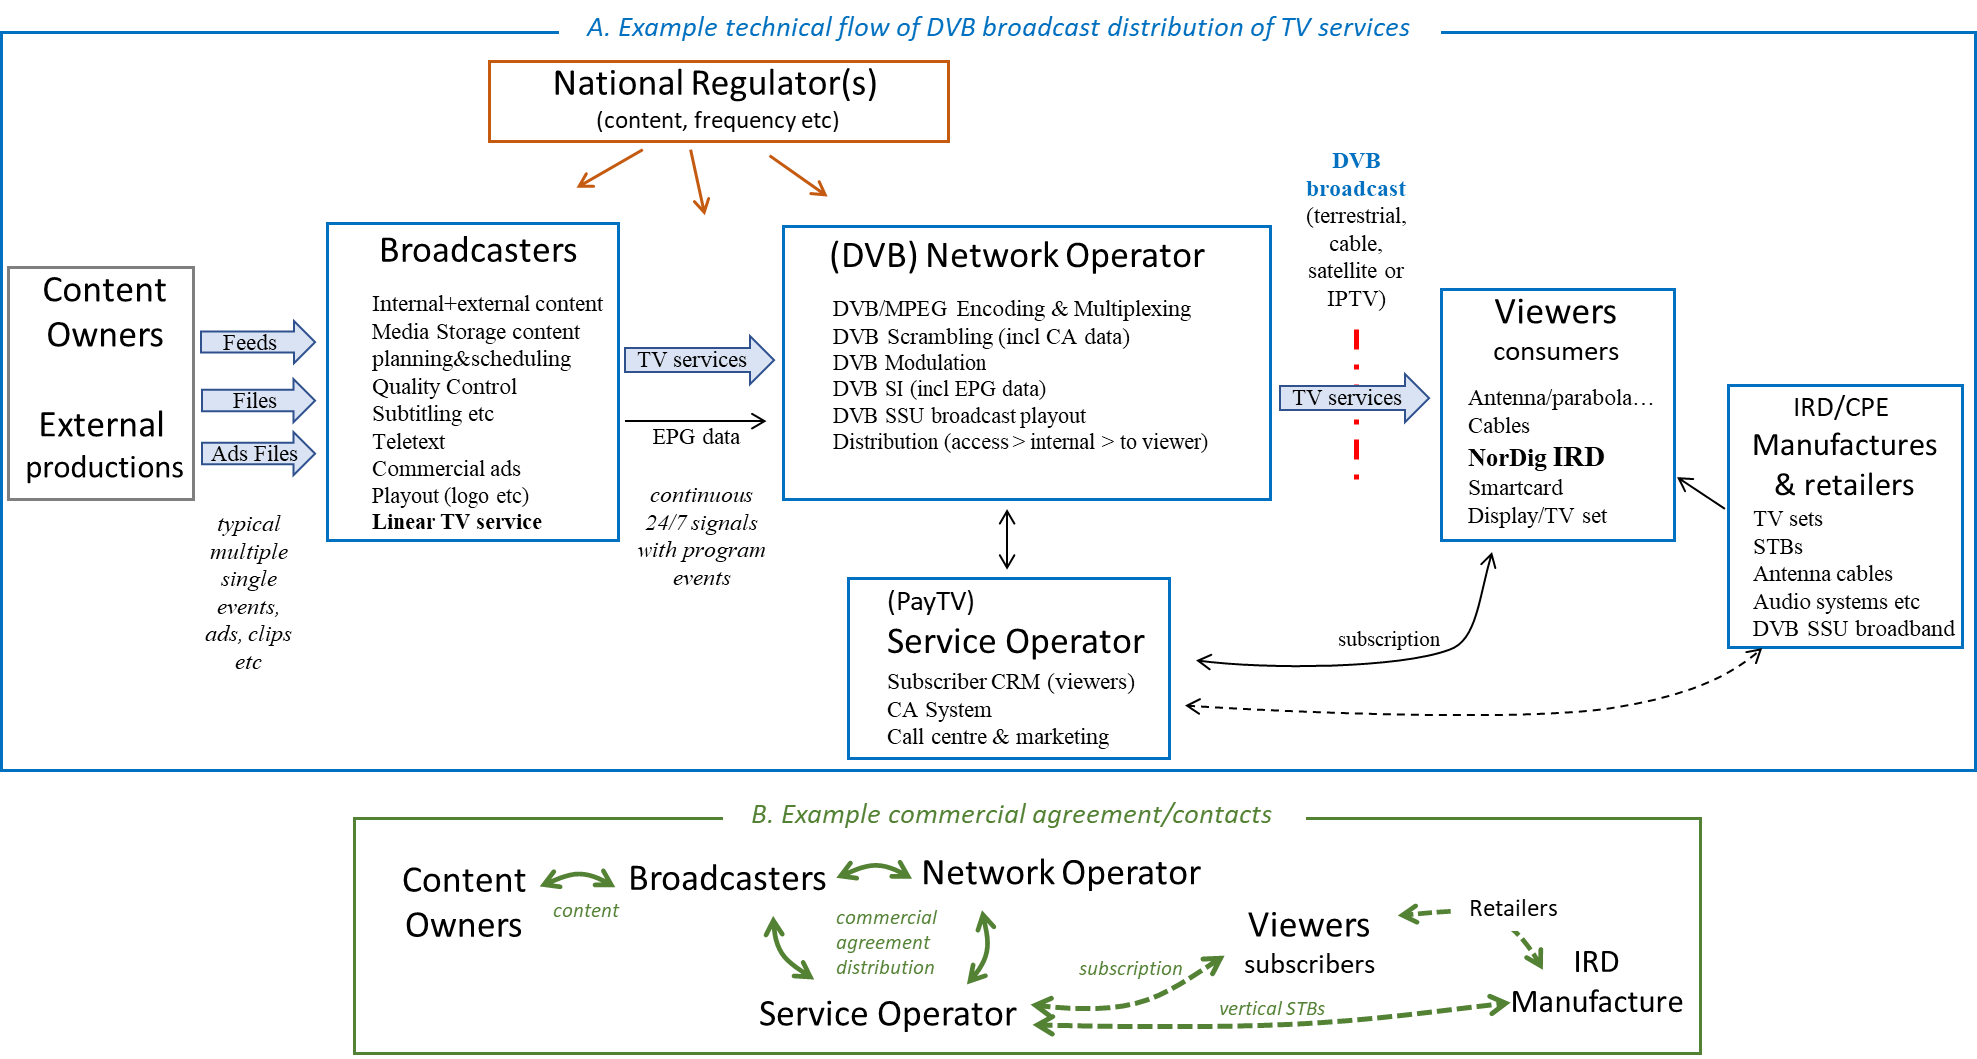 A. Example technical flow of DVB broadcast distribution of TV services
National Regulator(s)
(content, frequency etc)
Content
Owners
External
productions
Feeds
Files
Ads Files
typical
multiple
single
events,
ads, clips
etc
Broadcasters
Internal+external content
Media Storage content
planning&scheduling
Quality Control
Subtitling etc
Teletext
Commercial ads
Playout (logo etc)
Linear TV service
TV services
EPG data
continuous
24/7 signals
with program
events
(DVB) Network Operator
DVB/MPEG Encoding & Multiplexing
DVB Scrambling (incl CA data)
DVB Modulation
DVB SI (incl EPG data)
DVB SSU broadcast playout
Distribution (access > internal > to viewer)
(PayTV)
Service Operator
Subscriber CRM (viewers)
CA System
Call centre & marketing
DVB
broadcast
(terrestrial,
cable,
satellite or
IPTV)
TV services
Viewers
consumers
Antenna/parabola…
Cables
NorDig IRD
Smartcard
Display/TV set
subscription
IRD/CPE
Manufactures
& retailers
TV sets
STBs
Antenna cables
Audio systems etc
DVB SSU broadband
B. Example commercial agreement/contacts
Content
Owners
content
Broadcasters
Network Operator
commercial
agreement
distribution
Service Operator
subscription
Viewers
subscribers
Retailers
IRD
Manufacture
vertical STBs